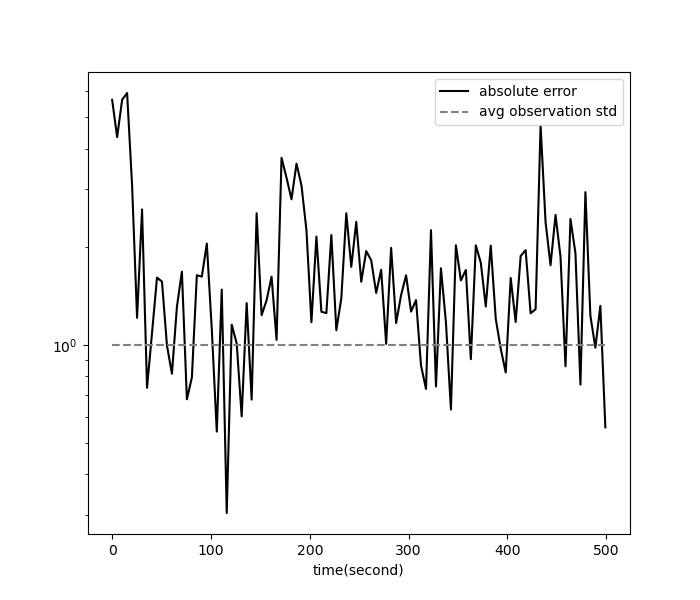 absolute error
avg observation std
10⁰
0 100 200 300 400 500
time(second)